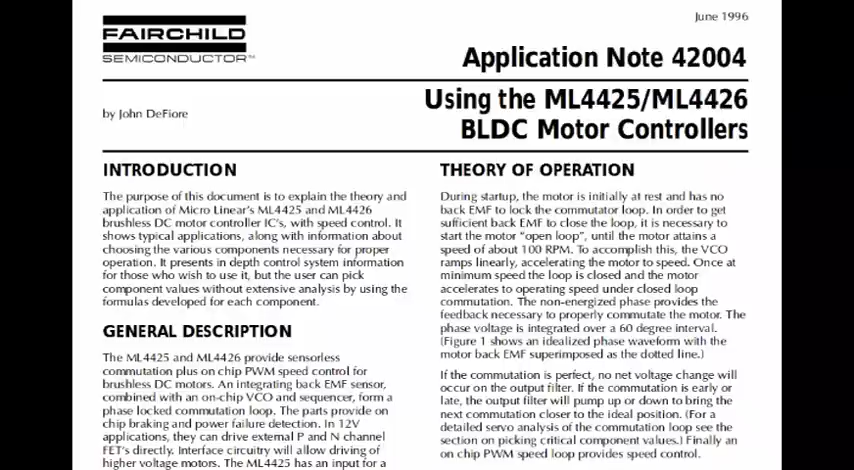 June 1996
FAIRCHILD
SEMICONDUCTOR™
Application Note 42004
Using the ML4425/ML4426
BLDC Motor Controllers
by John DeFiore
INTRODUCTION
The purpose of this document is to explain the theory and
application of Micro Linear's ML4425 and ML4426
brushless DC motor controller IC's, with speed control. It
shows typical applications, along with information about
choosing the various components necessary for proper
operation. It presents in depth control system information
for those who wish to use it, but the user can pick
component values without extensive analysis by using the
formulas developed for each component.
GENERAL DESCRIPTION
The ML4425 and ML4426 provide sensorless
commutation plus on chip PWM speed control for
brushless DC motors. An integrating back EMF sensor,
combined with an on-chip VCO and sequencer, form a
phase locked commutation loop. The parts provide on
chip braking and power failure detection. In 12V
applications, they can drive external P and N channel
FET's directly. Interface circuitry will allow driving of
higher voltage motors. The ML4425 has an input for a
THEORY OF OPERATION
During startup, the motor is initially at rest and has no
back EMF to lock the commutator loop. In order to get
sufficient back EMF to close the loop, it is necessary to
start the motor “open loop”, until the motor attains a
speed of about 100 RPM. To accomplish this, the VCO
ramps linearly, accelerating the motor to speed. Once at
minimum speed the loop is closed and the motor
accelerates to operating speed under closed loop
commutation. The non-energized phase provides the
feedback necessary to properly commutate the motor. The
phase voltage is integrated over a 60 degree interval.
(Figure 1 shows an idealized phase waveform with the
motor back EMF superimposed as the dotted line.)
If the commutation is perfect, no net voltage change will
occur on the output filter. If the commutation is early or
late, the output filter will pump up or down to bring the
next commutation closer to the ideal position. (For a
detailed servo analysis of the commutation loop see the
section on picking critical component values.) Finally an
on chip PWM speed loop provides speed control.